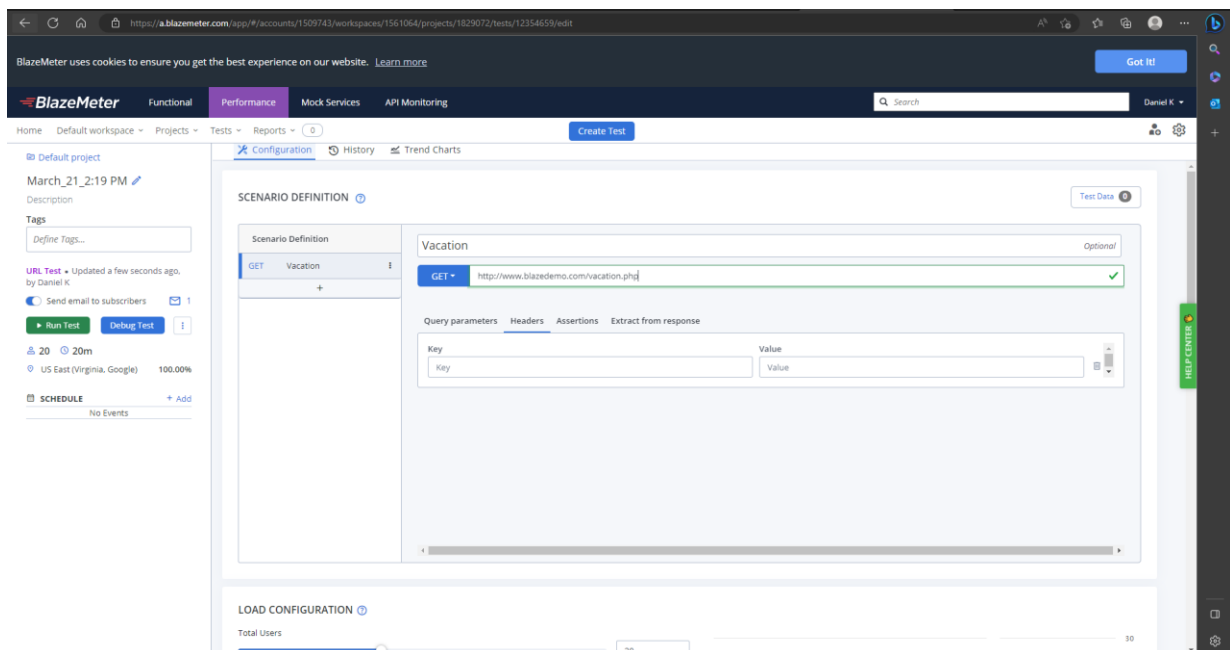 https://a.blazemeter.com/app/#/accounts/1509743/workspaces/1561064/projects/1829072/tests/12354659/edit
BlazeMeter uses cookies to ensure you get the best experience on our website. Learn more
Got It!
BlazeMeter Functional Performance Mock Services API Monitoring Search Daniel K
Home Default workspace Projects Tests Reports 0 Create Test
Default project
March_21_2:19 PM
Description
Tags
Define Tags...
URL Test • Updated a few seconds ago, by Daniel K
Send email to subscribers 1
Run Test Debug Test
20 20m
US East (Virginia, Google) 100.00%
SCHEDULE + Add
No Events
Configuration History Trend Charts
SCENARIO DEFINITION
Test Data 0
Scenario Definition
GET Vacation
+
Vacation Optional
GET http://www.blazedemo.com/vacation.php
Query parameters Headers Assertions Extract from response
Key Value
Key Value
HELP CENTER
LOAD CONFIGURATION
Total Users
20
30